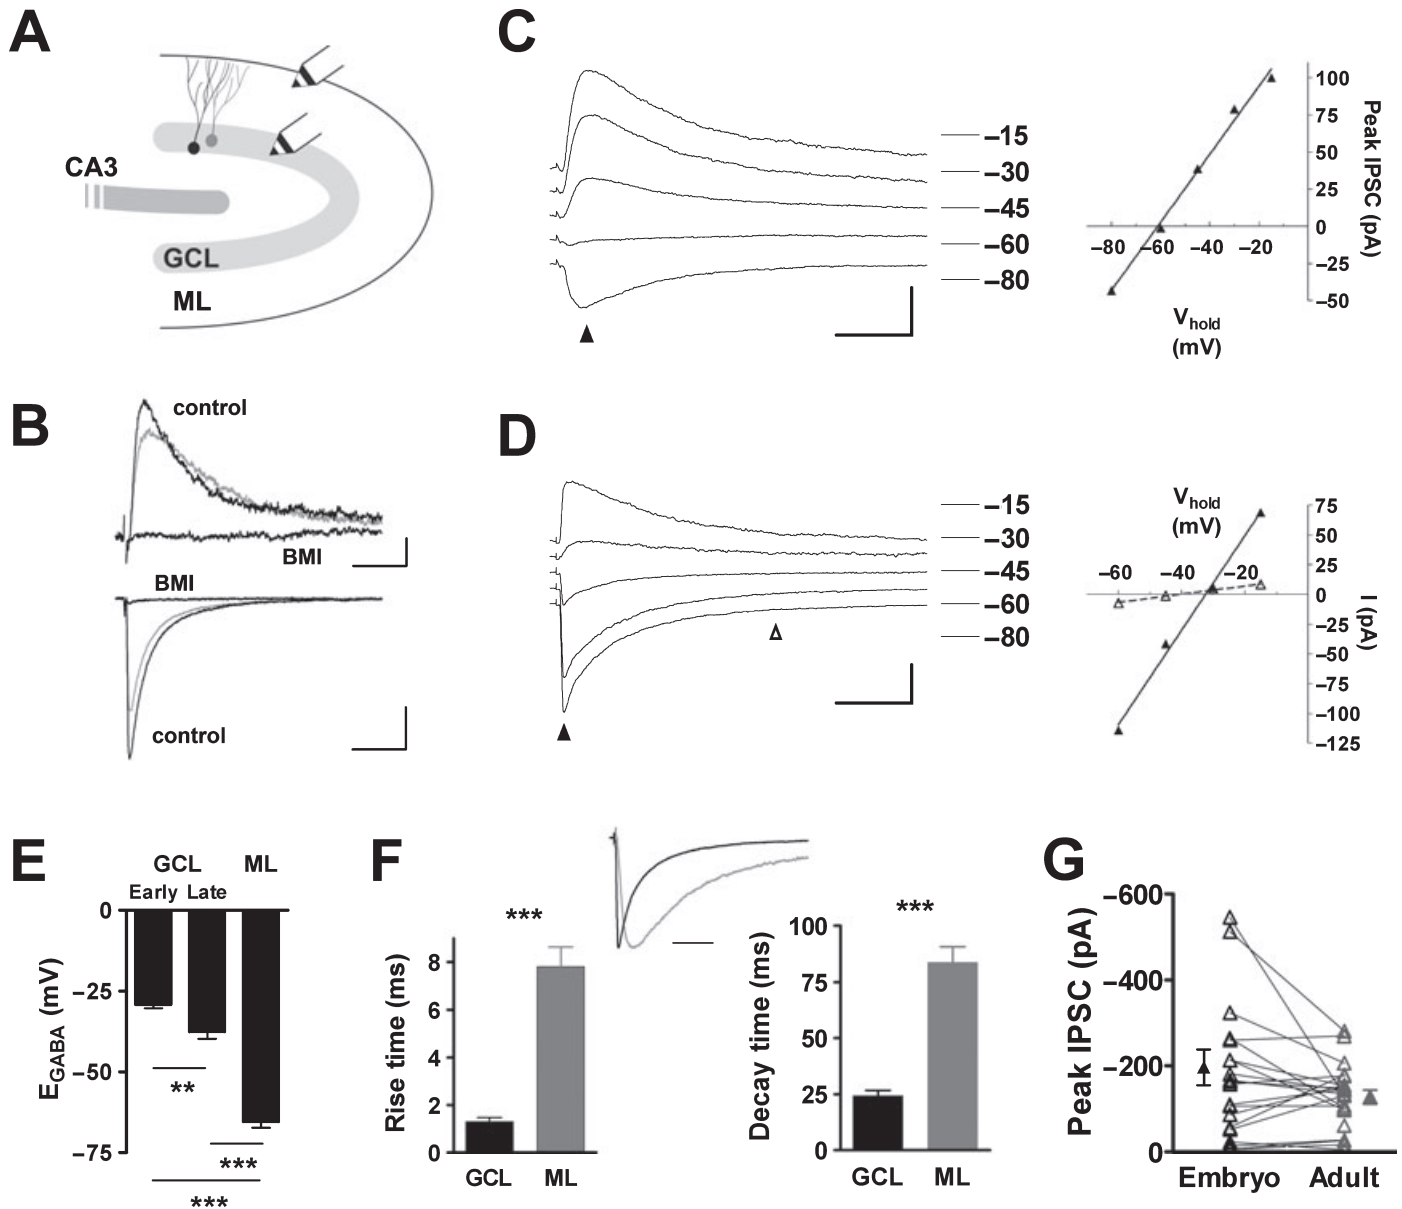 A
CA3
GCL
ML
B
control
BMI
BMI
control
C
–15
–30
–45
–60
–80
100
75
50
25
0
–25
–50
Peak IPSC (pA)
–80 –60 –40 –20
Vhold
(mV)
D
–15
–30
–45
–60
–80
Vhold
(mV)
–60 –40 –20
75
50
25
0
–25
–50
–75
–100
–125
I (pA)
E
GCL ML
Early Late
0
–25
–50
–75
EGABA (mV)
**
***
***
F
***
8
6
4
2
0
Rise time (ms)
GCL ML
***
100
75
50
25
0
Decay time (ms)
GCL ML
G
–600
–400
–200
0
Peak IPSC (pA)
Embryo Adult